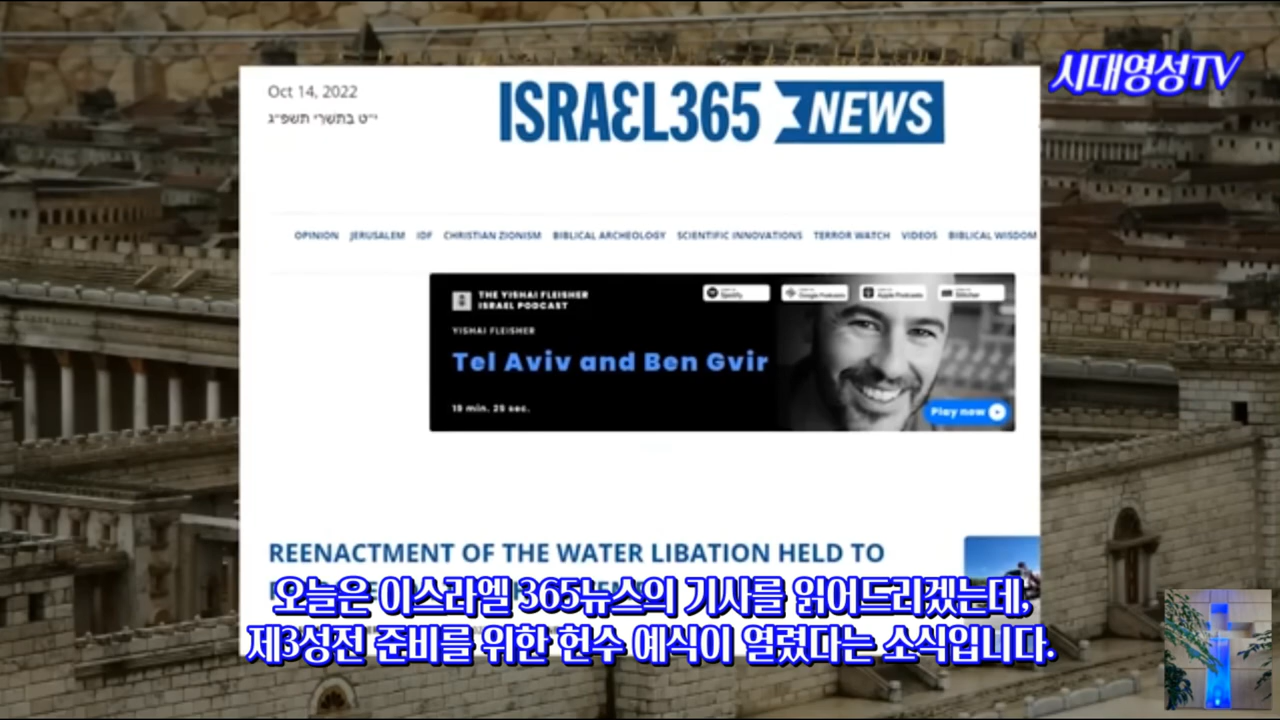 시대영성TV
Oct 14, 2022
י״ט בתשרי תשפ״ג
ISRAEL365 NEWS
OPINION JERUSALEM IDF CHRISTIAN ZIONISM BIBLICAL ARCHEOLOGY SCIENTIFIC INNOVATIONS TERROR WATCH VIDEOS BIBLICAL WISDOM
THE YISHAI FLEISHER
ISRAEL PODCAST
Spotify
Google Podcasts
Apple Podcasts
Stitcher
YISHAI FLEISHER
Tel Aviv and Ben Gvir
19 min. 25 sec.
Play now
REENACTMENT OF THE WATER LIBATION HELD TO
오늘은 이스라엘 365뉴스의 기사를 읽어드리겠는데,
제3성전 준비를 위한 헌수 예식이 열렸다는 소식입니다.